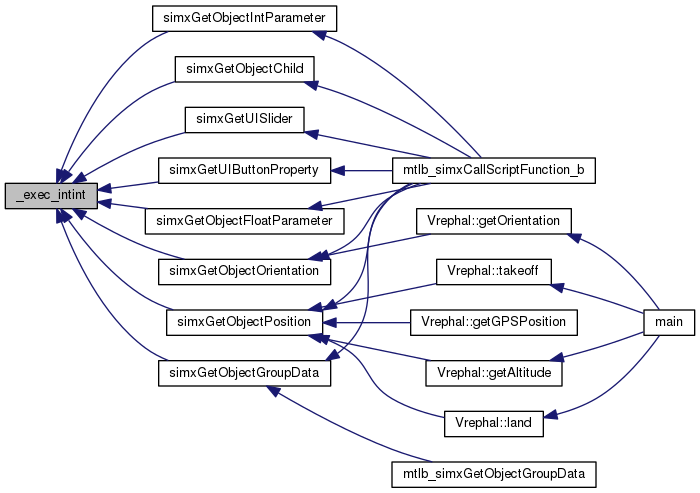 simxGetObjectIntParameter
simxGetObjectChild
simxGetUISlider
simxGetUIButtonProperty
mtlb_simxCallScriptFunction_b
_exec_intint
simxGetObjectFloatParameter
Vrephal::getOrientation
simxGetObjectOrientation
Vrephal::takeoff
simxGetObjectPosition
Vrephal::getGPSPosition
main
simxGetObjectGroupData
Vrephal::getAltitude
Vrephal::land
mtlb_simxGetObjectGroupData